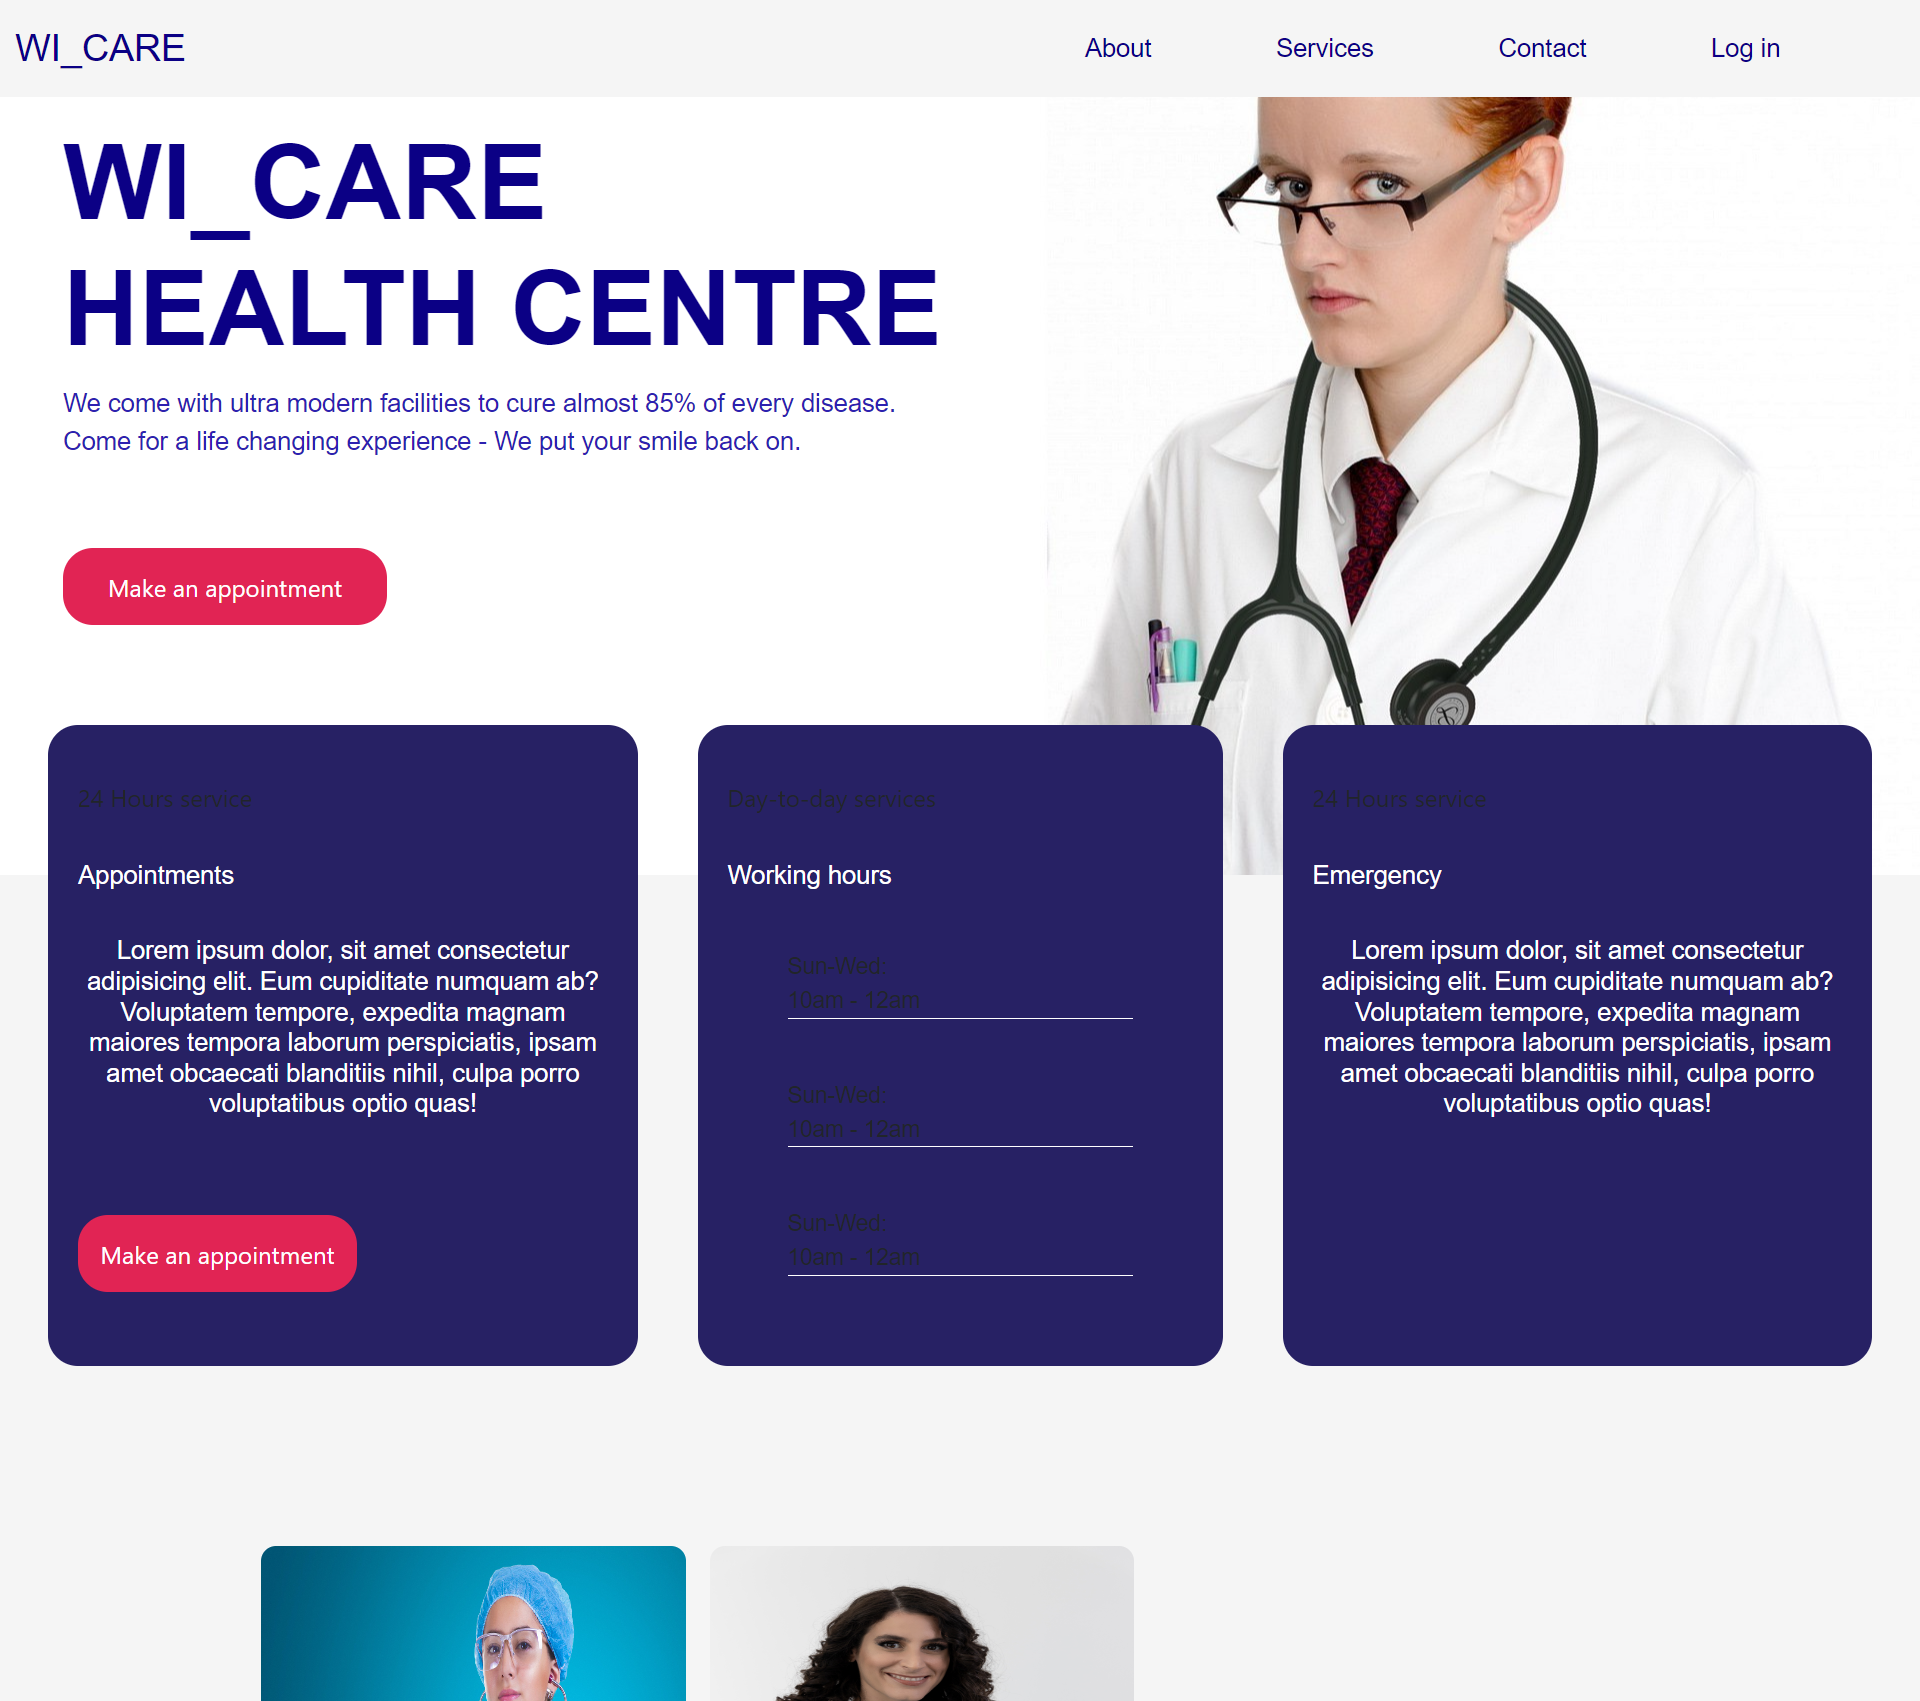 WI_CARE
About
Services
Contact
Log in
WI_CARE
HEALTH CENTRE
We come with ultra modern facilities to cure almost 85% of every disease.
Come for a life changing experience - We put your smile back on.
Make an appointment
24 Hours service
Appointments
Lorem ipsum dolor, sit amet consectetur
adipisicing elit. Eum cupiditate numquam ab?
Voluptatem tempore, expedita magnam
maiores tempora laborum perspiciatis, ipsam
amet obcaecati blanditiis nihil, culpa porro
voluptatibus optio quas!
Make an appointment
Day-to-day services
Working hours
Sun-Wed:
10am - 12am
Sun-Wed:
10am - 12am
Sun-Wed:
10am - 12am
24 Hours service
Emergency
Lorem ipsum dolor, sit amet consectetur
adipisicing elit. Eum cupiditate numquam ab?
Voluptatem tempore, expedita magnam
maiores tempora laborum perspiciatis, ipsam
amet obcaecati blanditiis nihil, culpa porro
voluptatibus optio quas!